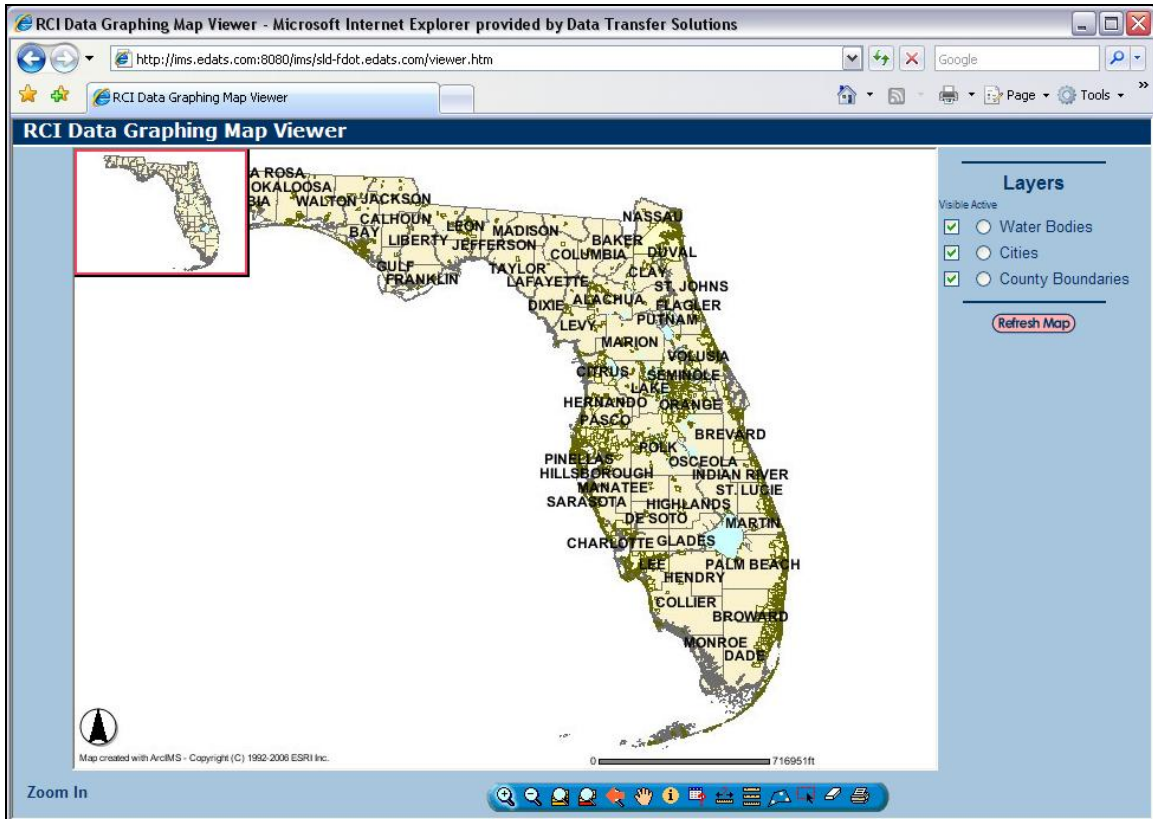 RCI Data Graphing Map Viewer - Microsoft Internet Explorer provided by Data Transfer Solutions
http://ims.edats.com:8080/ims/sld-fdot.edats.com/viewer.htm
Google
RCI Data Graphing Map Viewer
Page
Tools
»
RCI Data Graphing Map Viewer
Layers
Visible Active
Water Bodies
Cities
County Boundaries
Refresh Map
A ROSA
OKALOOSA
BIA
WALTON
JACKSON
CALHOUN
BAY
LIBERTY
LEON
MADISON
JEFFERSON
GULF
FRANKLIN
TAYLOR
LAFAYETTE
NASSAU
BAKER
COLUMBIA
DUVAL
CLAY
ST. JOHNS
DIXIE
ALACHUA
FLAGLER
LEVY
PUTNAM
MARION
VOLUSIA
CITRUS
SEMINOLE
LAKE
HERNANDO
ORANGE
PASCO
BREVARD
POLK
PINELLAS
OSCEOLA
HILLSBOROUGH
INDIAN RIVER
MANATEE
ST. LUCIE
SARASOTA
HIGHLANDS
DE SOTO
MARTIN
CHARLOTTE
GLADES
LEE
PALM BEACH
HENDRY
COLLIER
BROWARD
MONROE
DADE
Map created with ArcIMS - Copyright (C) 1992-2006 ESRI Inc.
0
716951ft
Zoom In